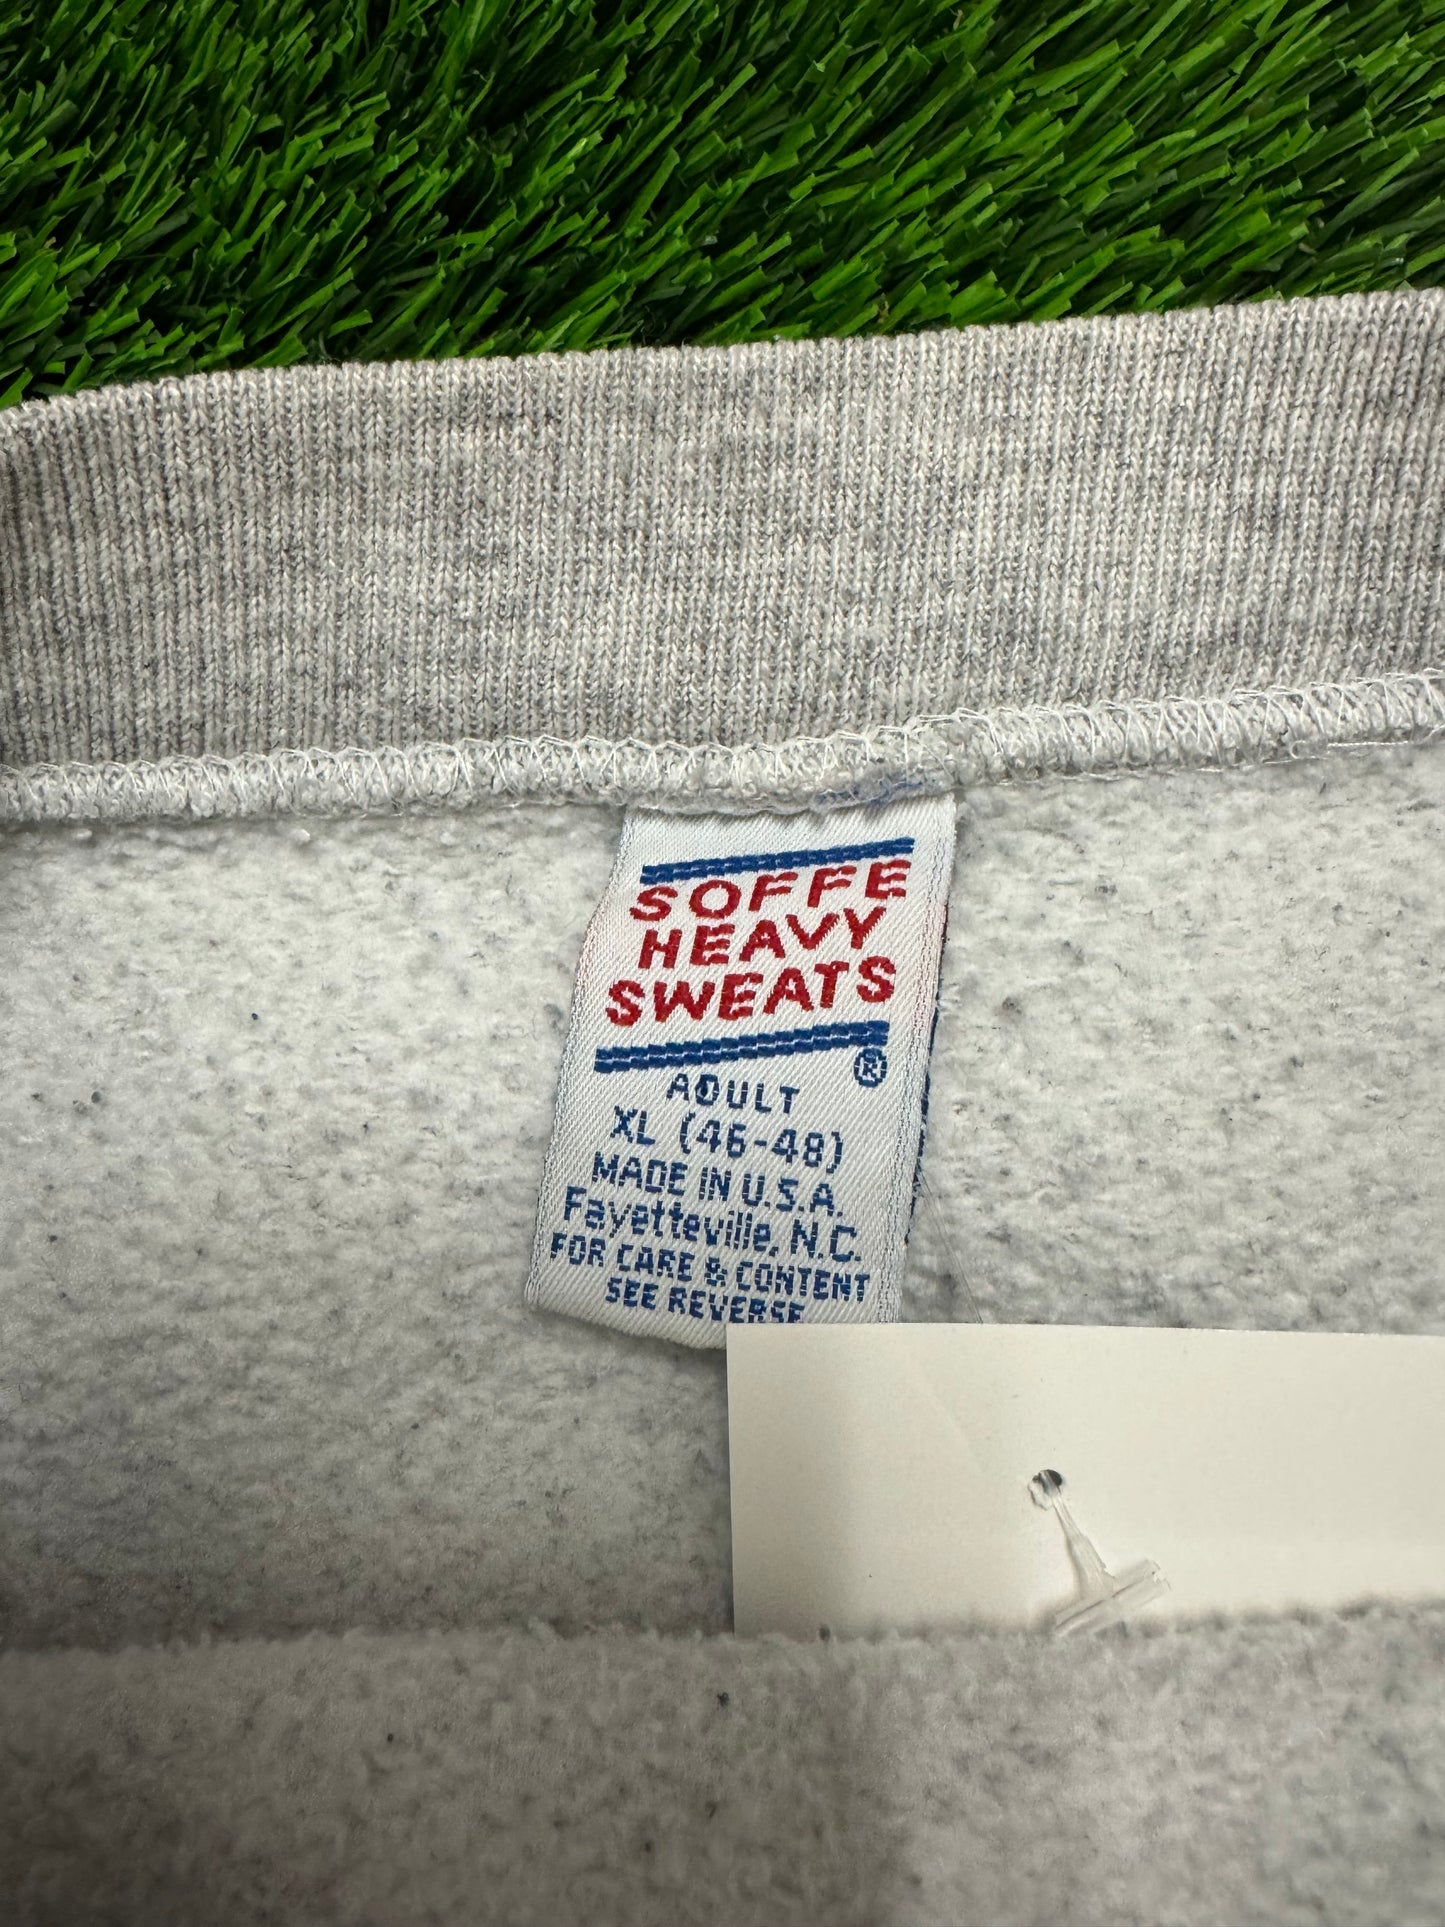 SOFFE
HEAVY
SWEATS
®
ADULT
XL (46-48)
MADE IN U.S.A.
Fayetteville, N.C.
FOR CARE & CONTENT
SEE REVERSE